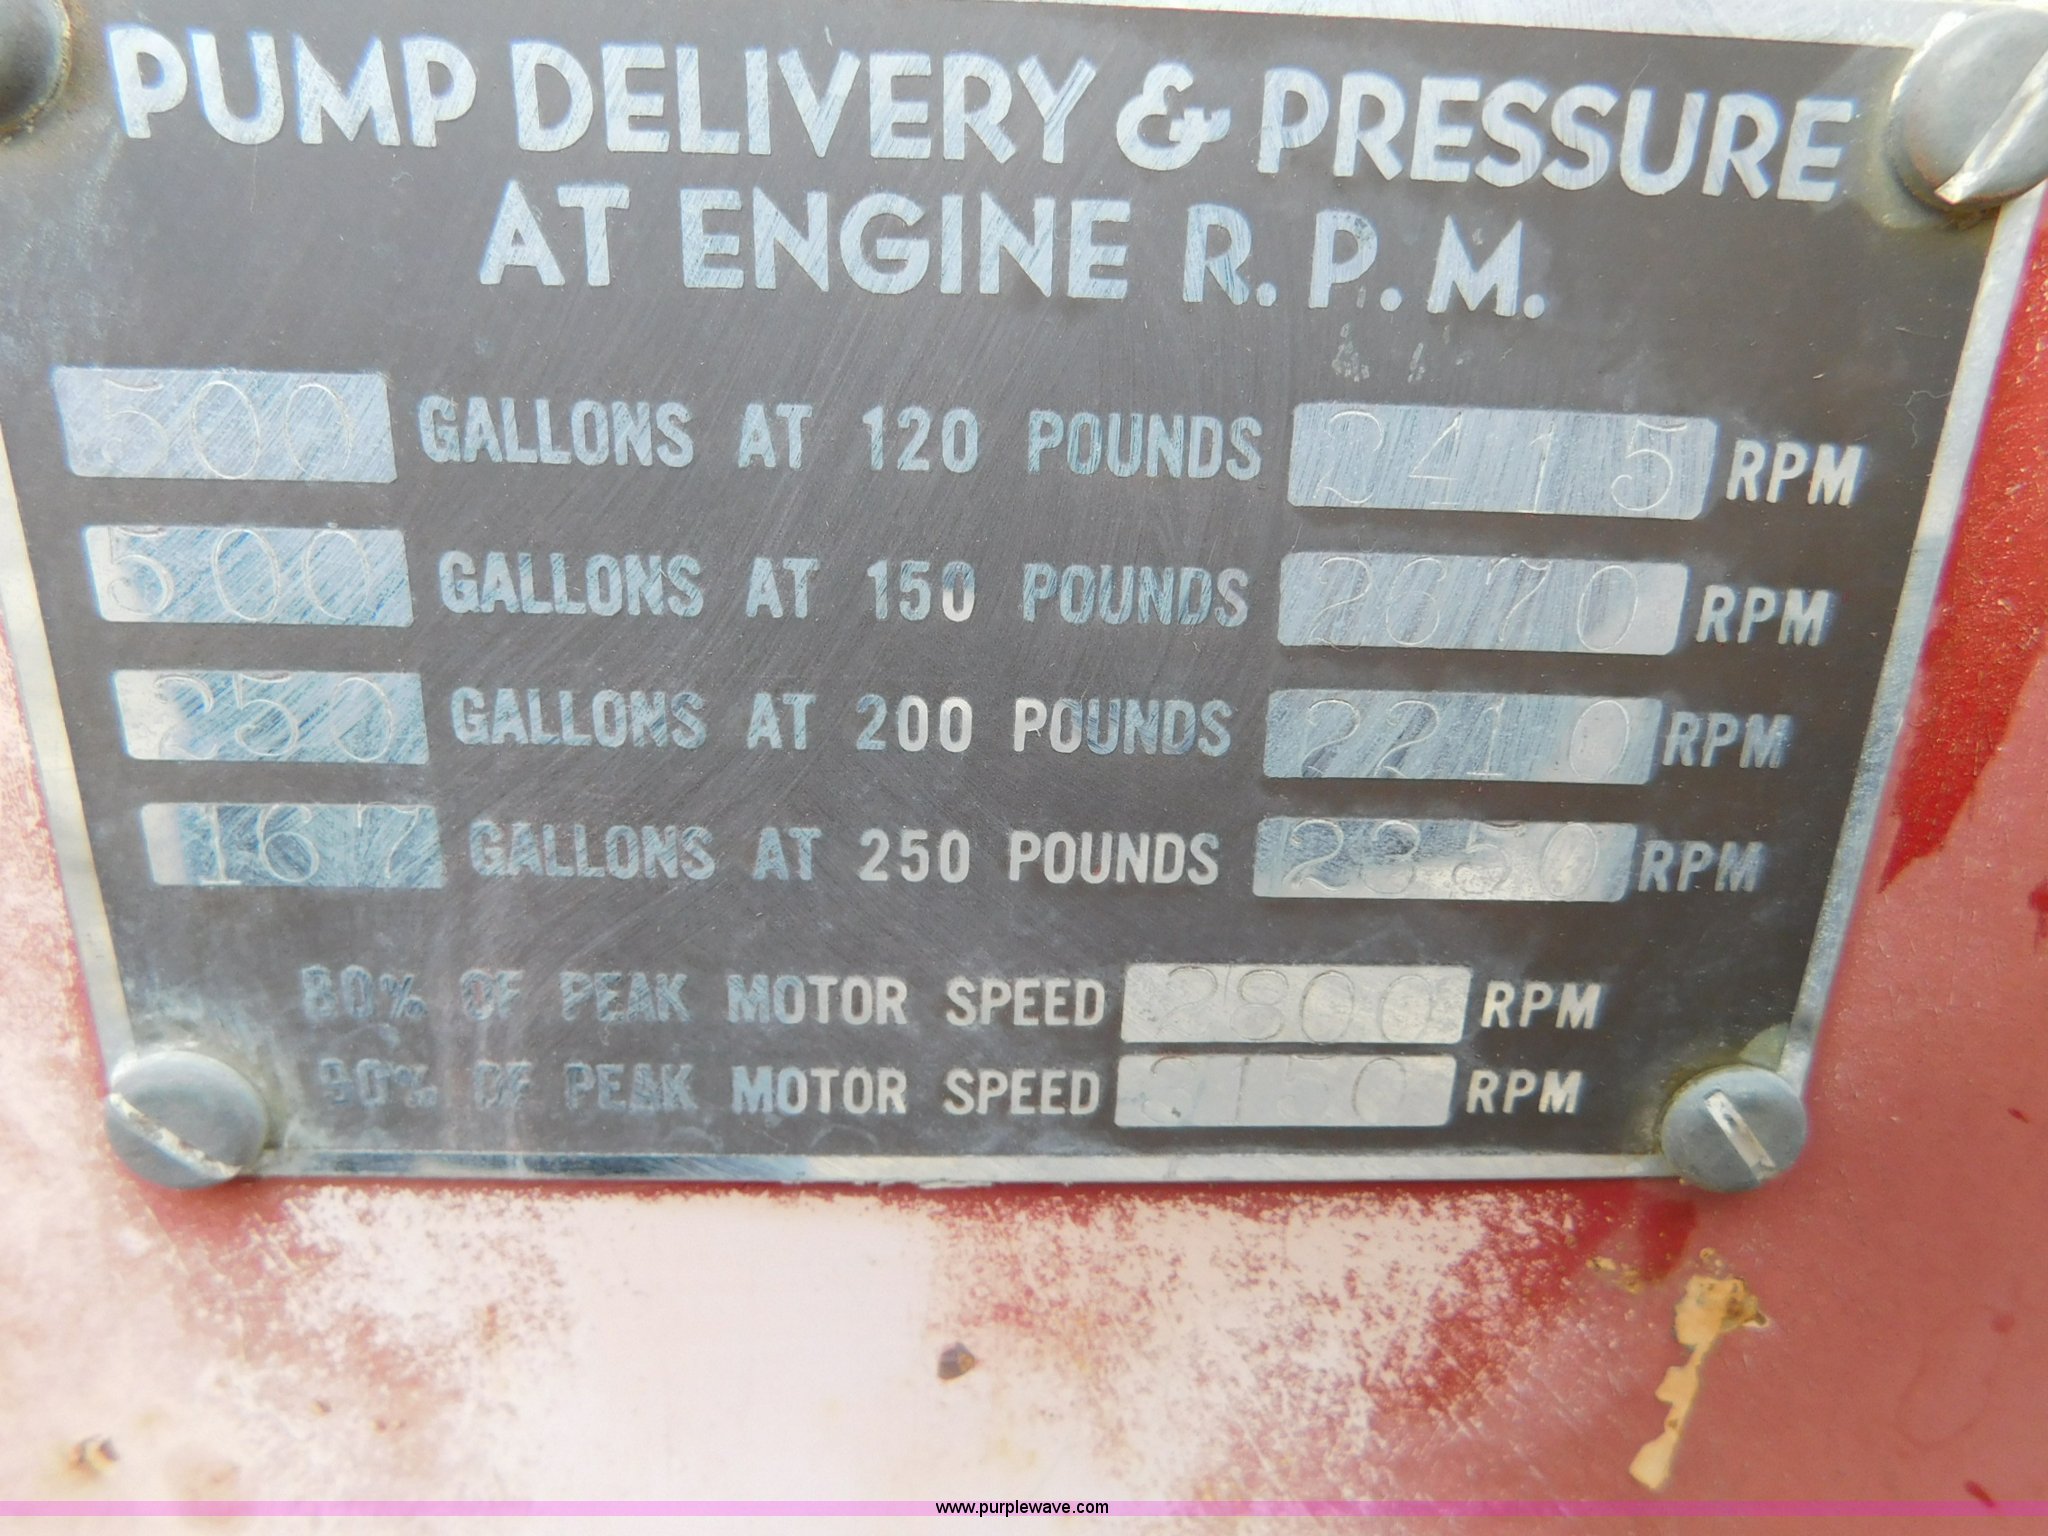 PUMP DELIVERY & PRESSURE
AT ENGINE R.P.M.
500 GALLONS AT 120 POUNDS 2415 RPM
500 GALLONS AT 150 POUNDS 2670 RPM
250 GALLONS AT 200 POUNDS 2210 RPM
167 GALLONS AT 250 POUNDS 2350 RPM
80% OF PEAK MOTOR SPEED 2800 RPM
90% OF PEAK MOTOR SPEED 3150 RPM
www.purplewave.com